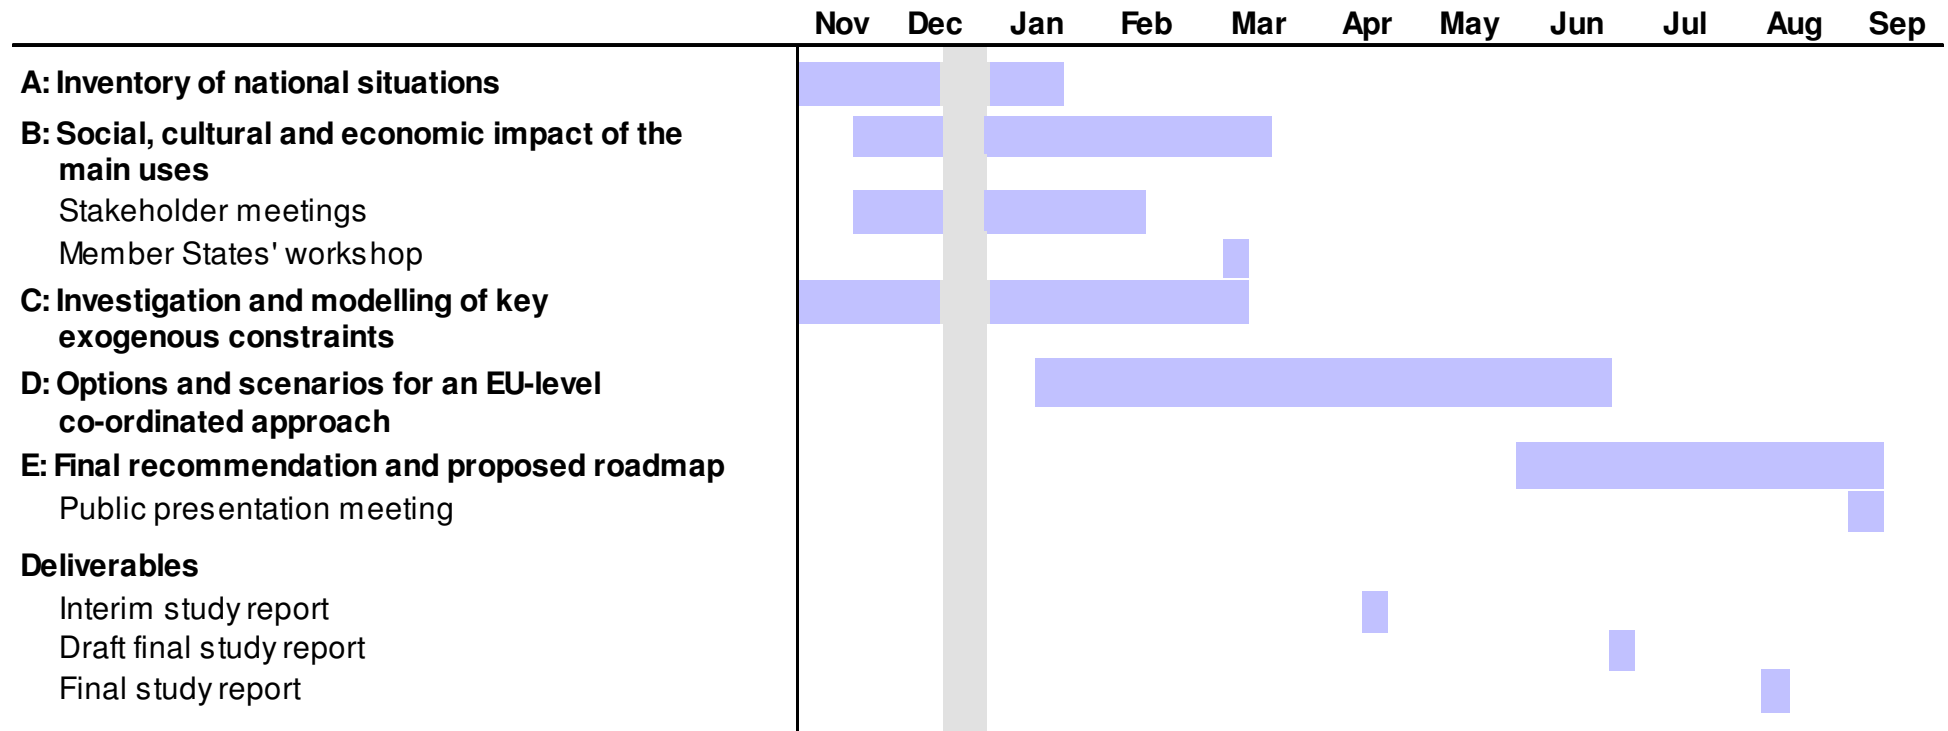 Nov Dec Jan Feb Mar Apr May Jun Jul Aug Sep
A: Inventory of national situations
B: Social, cultural and economic impact of the
main uses
Stakeholder meetings
Member States' workshop
C: Investigation and modelling of key
exogenous constraints
D: Options and scenarios for an EU-level
co-ordinated approach
E: Final recommendation and proposed roadmap
Public presentation meeting
Deliverables
Interim study report
Draft final study report
Final study report